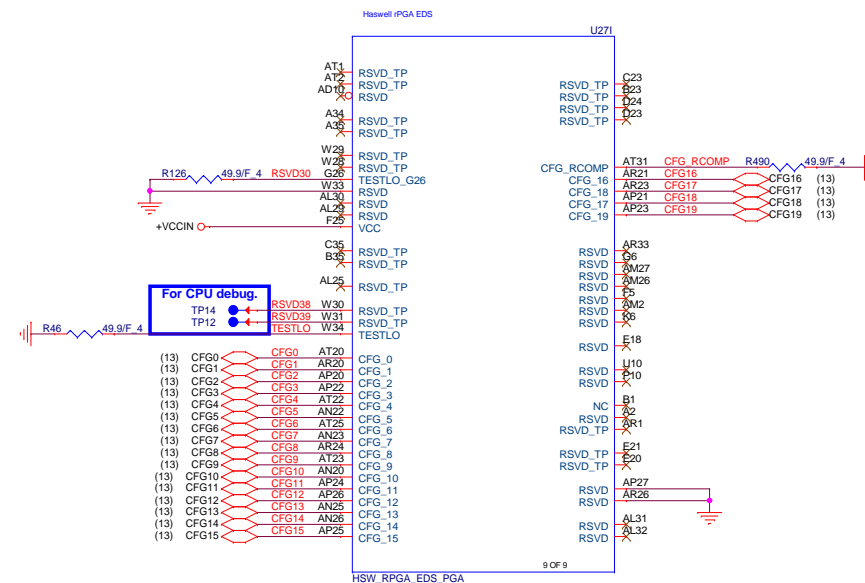 Haswell rPGA EDS
U27I
AT1 RSVD_TP
AT2 RSVD_TP
AD10 RSVD
A34 RSVD_TP
A35 RSVD_TP
W29 RSVD_TP
W28 RSVD_TP
R126 49.9/F_4 RSVD30 G26 TESTLO_G26
W33 RSVD
AL30 RSVD
AL29 RSVD
+VCCIN F25 VCC
C35 RSVD_TP
B35 RSVD_TP
AL25 RSVD_TP
For CPU debug.
TP14 RSVD38 W30 RSVD_TP
TP12 RSVD39 W31 RSVD_TP
R46 49.9/F_4 TESTLO W34 TESTLO
(13) CFG0 CFG0 AT20 CFG_0
(13) CFG1 CFG1 AR20 CFG_1
(13) CFG2 CFG2 AP20 CFG_2
(13) CFG3 CFG3 AP22 CFG_3
(13) CFG4 CFG4 AT22 CFG_4
(13) CFG5 CFG5 AN22 CFG_5
(13) CFG6 CFG6 AT25 CFG_6
(13) CFG7 CFG7 AN23 CFG_7
(13) CFG8 CFG8 AR24 CFG_8
(13) CFG9 CFG9 AT23 CFG_9
(13) CFG10 CFG10 AN20 CFG_10
(13) CFG11 CFG11 AP24 CFG_11
(13) CFG12 CFG12 AP26 CFG_12
(13) CFG13 CFG13 AN25 CFG_13
(13) CFG14 CFG14 AN26 CFG_14
(13) CFG15 CFG15 AP25 CFG_15
RSVD_TP C23
RSVD_TP B23
RSVD_TP D24
RSVD_TP D23
CFG_RCOMP AT31 CFG_RCOMP R490 49.9/F_4
CFG_16 AR21 CFG16 CFG16 (13)
CFG_18 AR23 CFG17 CFG17 (13)
CFG_17 AP21 CFG18 CFG18 (13)
CFG_19 AP23 CFG19 CFG19 (13)
RSVD AR33
RSVD G6
RSVD AM27
RSVD AM26
RSVD F5
RSVD AM2
RSVD K6
RSVD E18
RSVD U10
RSVD P10
NC B1
RSVD A2
RSVD_TP AR1
RSVD_TP E21
RSVD_TP E20
RSVD AP27
RSVD AR26
RSVD AL31
RSVD AL32
9 OF 9
HSW_RPGA_EDS_PGA